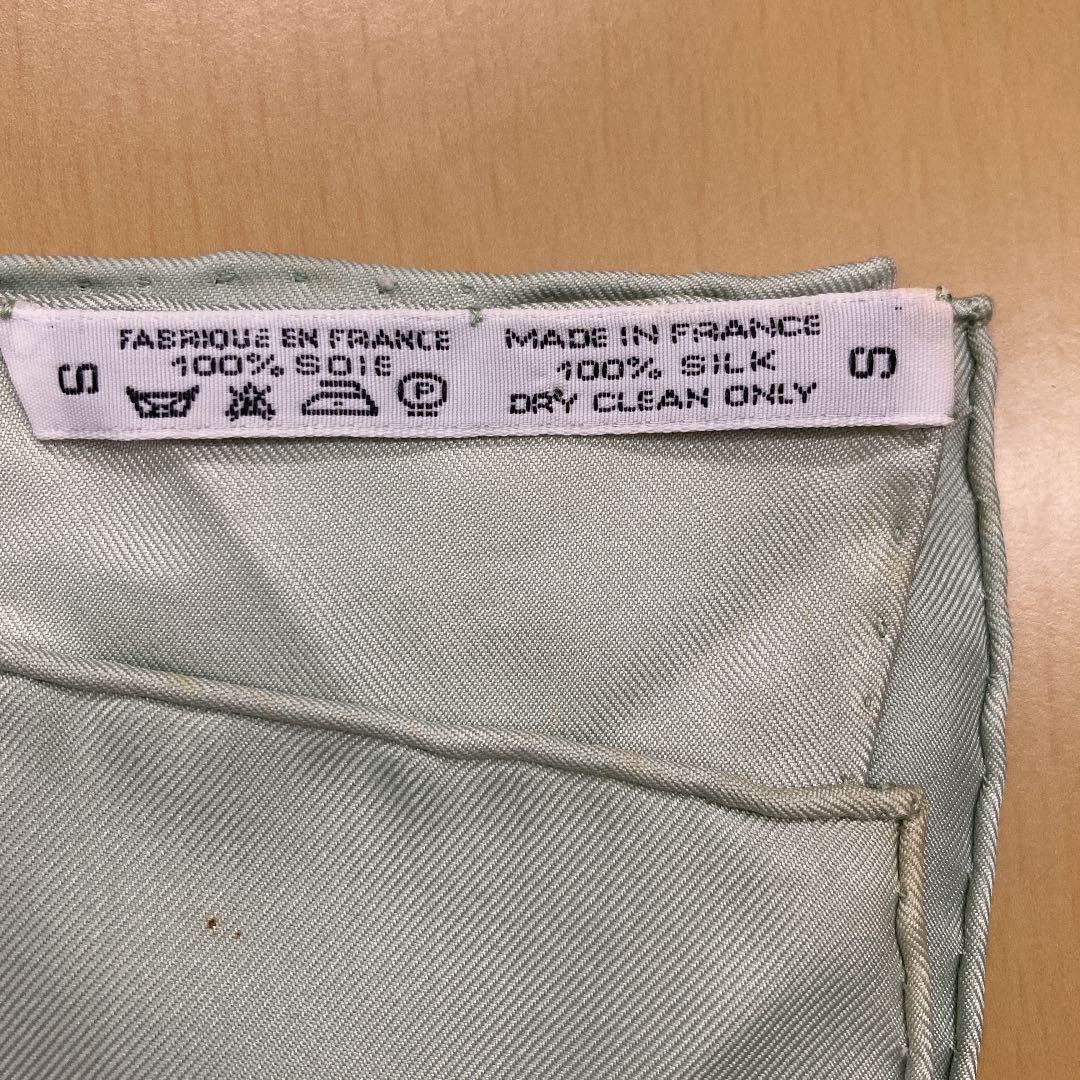 S
FABRIQUE EN FRANCE
100% SOIE
P
MADE IN FRANCE
100% SILK
DRY CLEAN ONLY
S